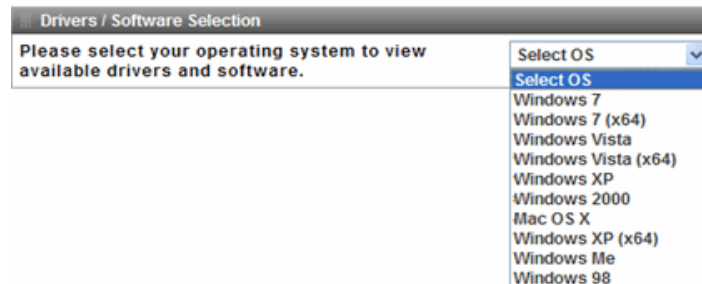 Drivers / Software Selection
Please select your operating system to view
available drivers and software.
Select OS
Select OS
Windows 7
Windows 7 (x64)
Windows Vista
Windows Vista (x64)
Windows XP
Windows 2000
Mac OS X
Windows XP (x64)
Windows Me
Windows 98